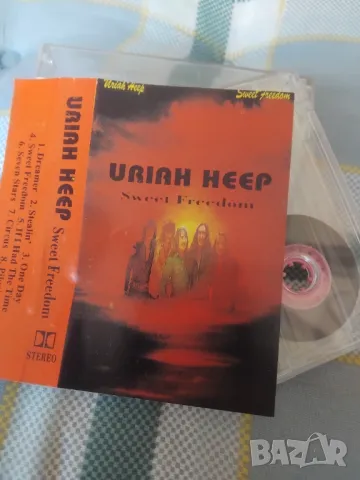 Uriah Heep
Sweet Freedom
URIAH HEEP
Sweet Freedom
URIAH HEEP Sweet Freedom
1. Dreamer 2. Stealin' 3. One Day
4. Sweet Freedom 5. If I Had The Time
6. Seven Stars 7. Circus 8.
STEREO
BAZAR
bg